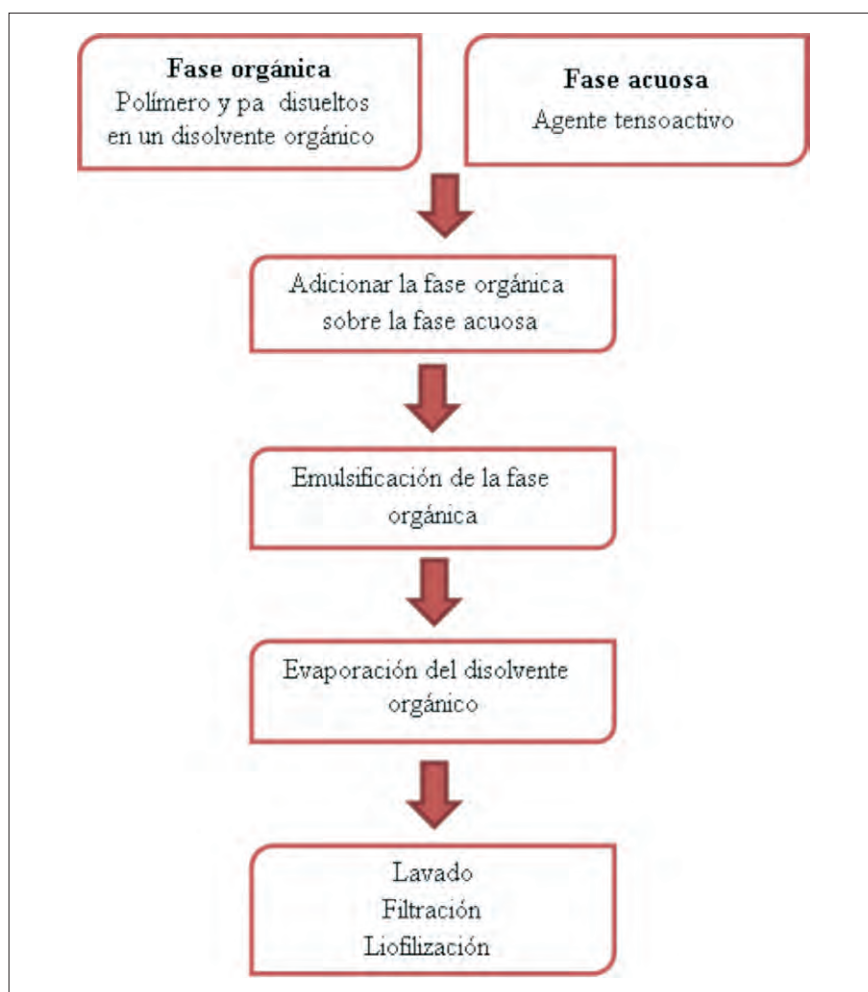 Fase orgánica
Polímero y pa disueltos
en un disolvente orgánico
Fase acuosa
Agente tensoactivo
Adicionar la fase orgánica
sobre la fase acuosa
Emulsificación de la fase
orgánica
Evaporación del disolvente
orgánico
Lavado
Filtración
Liofilización